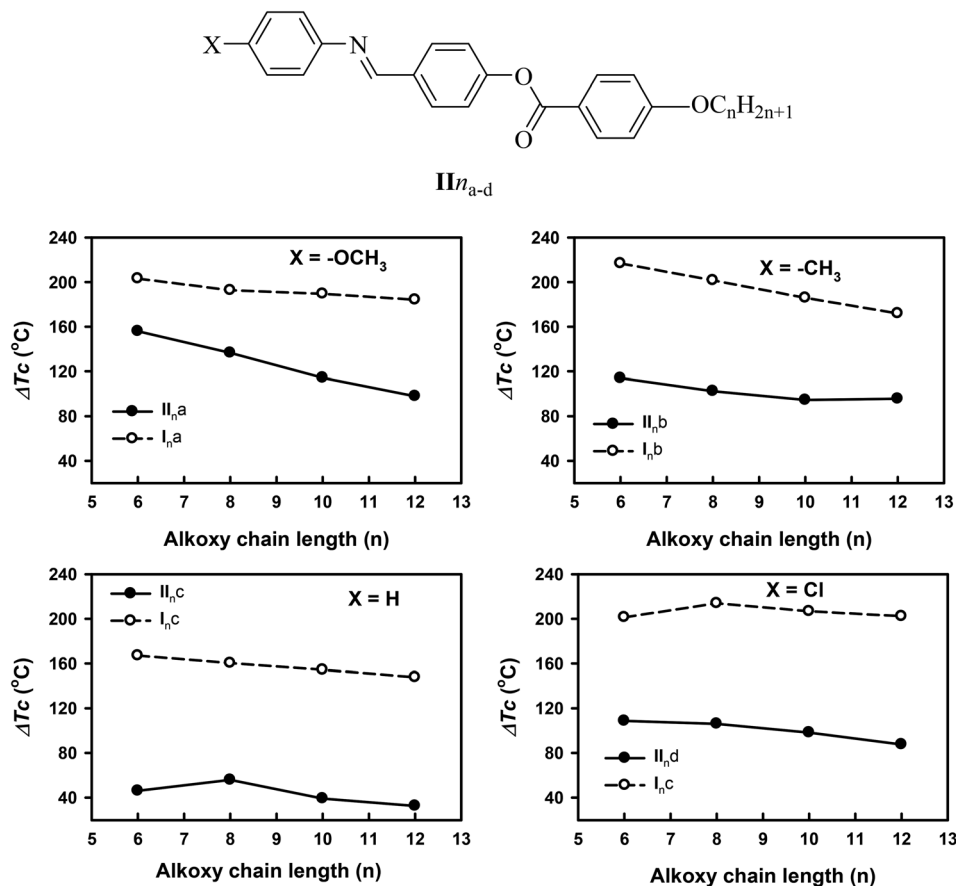 X
N
O
O
OCnH2n+1
IIna-d
X = -OCH3
ΔTc (oC)
240
200
160
120
80
40
IIna
Ina
5 6 7 8 9 10 11 12 13
Alkoxy chain length (n)
X = -CH3
ΔTc (oC)
240
200
160
120
80
40
IInb
Inb
5 6 7 8 9 10 11 12 13
Alkoxy chain length (n)
X = H
ΔTc (oC)
240
200
160
120
80
40
IInc
Inc
5 6 7 8 9 10 11 12 13
Alkoxy chain length (n)
X = Cl
ΔTc (oC)
240
200
160
120
80
40
IInd
Inc
5 6 7 8 9 10 11 12 13
Alkoxy chain length (n)